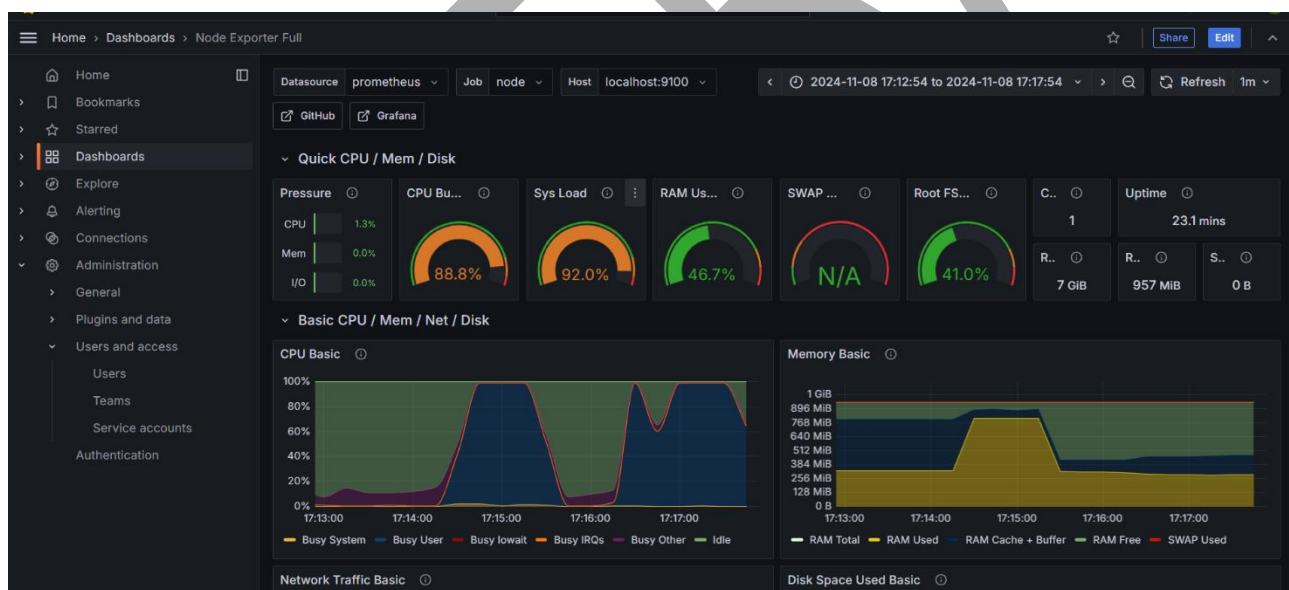 Home › Dashboards › Node Exporter Full
Share
Edit
Home
Bookmarks
Starred
Dashboards
Explore
Alerting
Connections
Administration
General
Plugins and data
Users and access
Users
Teams
Service accounts
Authentication
Datasource prometheus Job node Host localhost:9100
2024-11-08 17:12:54 to 2024-11-08 17:17:54
Refresh 1m
GitHub Grafana
Quick CPU / Mem / Disk
Pressure
CPU 1.3%
Mem 0.0%
I/O 0.0%
CPU Bu...
88.8%
Sys Load
92.0%
RAM Us...
46.7%
SWAP ...
N/A
Root FS...
41.0%
C..
1
Uptime
23.1 mins
R..
7 GiB
R..
957 MiB
S..
0 B
Basic CPU / Mem / Net / Disk
CPU Basic
100%
80%
60%
40%
20%
0%
17:13:00 17:14:00 17:15:00 17:16:00 17:17:00
Busy System Busy User Busy Iowait Busy IRQs Busy Other Idle
Memory Basic
1 GiB
896 MiB
768 MiB
640 MiB
512 MiB
384 MiB
256 MiB
128 MiB
0 B
17:13:00 17:14:00 17:15:00 17:16:00 17:17:00
RAM Total RAM Used RAM Cache + Buffer RAM Free SWAP Used
Network Traffic Basic
Disk Space Used Basic